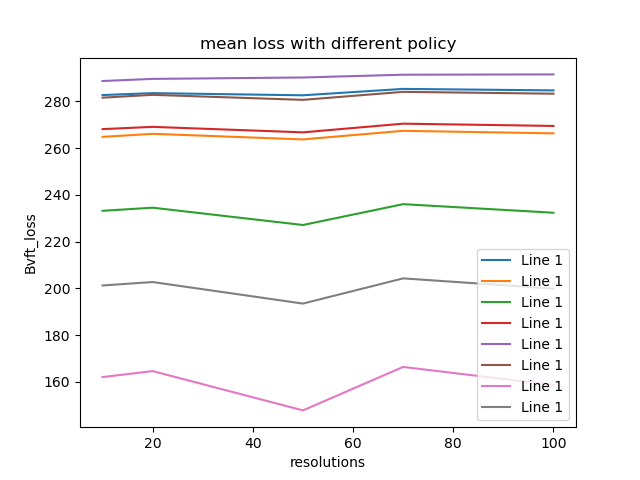 mean loss with different policy
Bvft_loss
280
260
240
220
200
180
160
20
40
60
80
100
resolutions
Line 1
Line 1
Line 1
Line 1
Line 1
Line 1
Line 1
Line 1